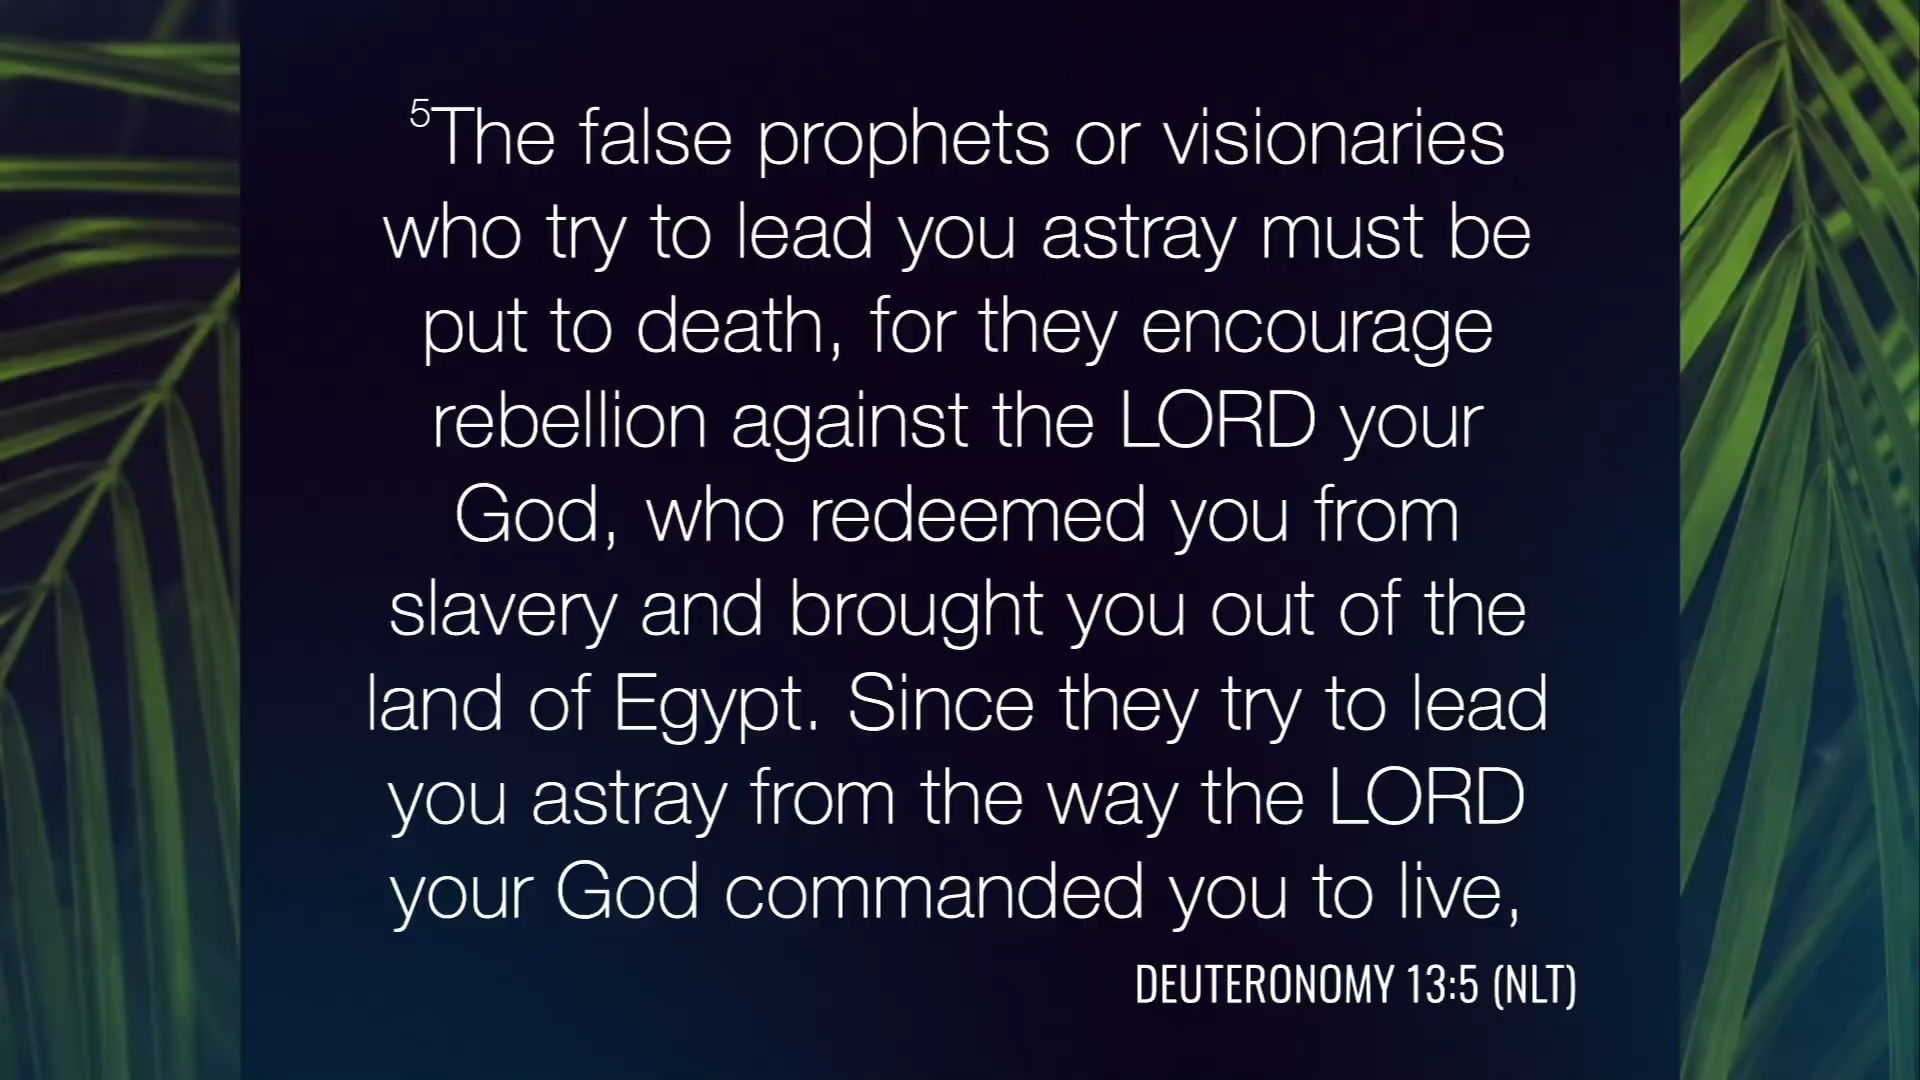 ⁵The false prophets or visionaries
who try to lead you astray must be
put to death, for they encourage
rebellion against the LORD your
God, who redeemed you from
slavery and brought you out of the
land of Egypt. Since they try to lead
you astray from the way the LORD
your God commanded you to live,
DEUTERONOMY 13:5 (NLT)